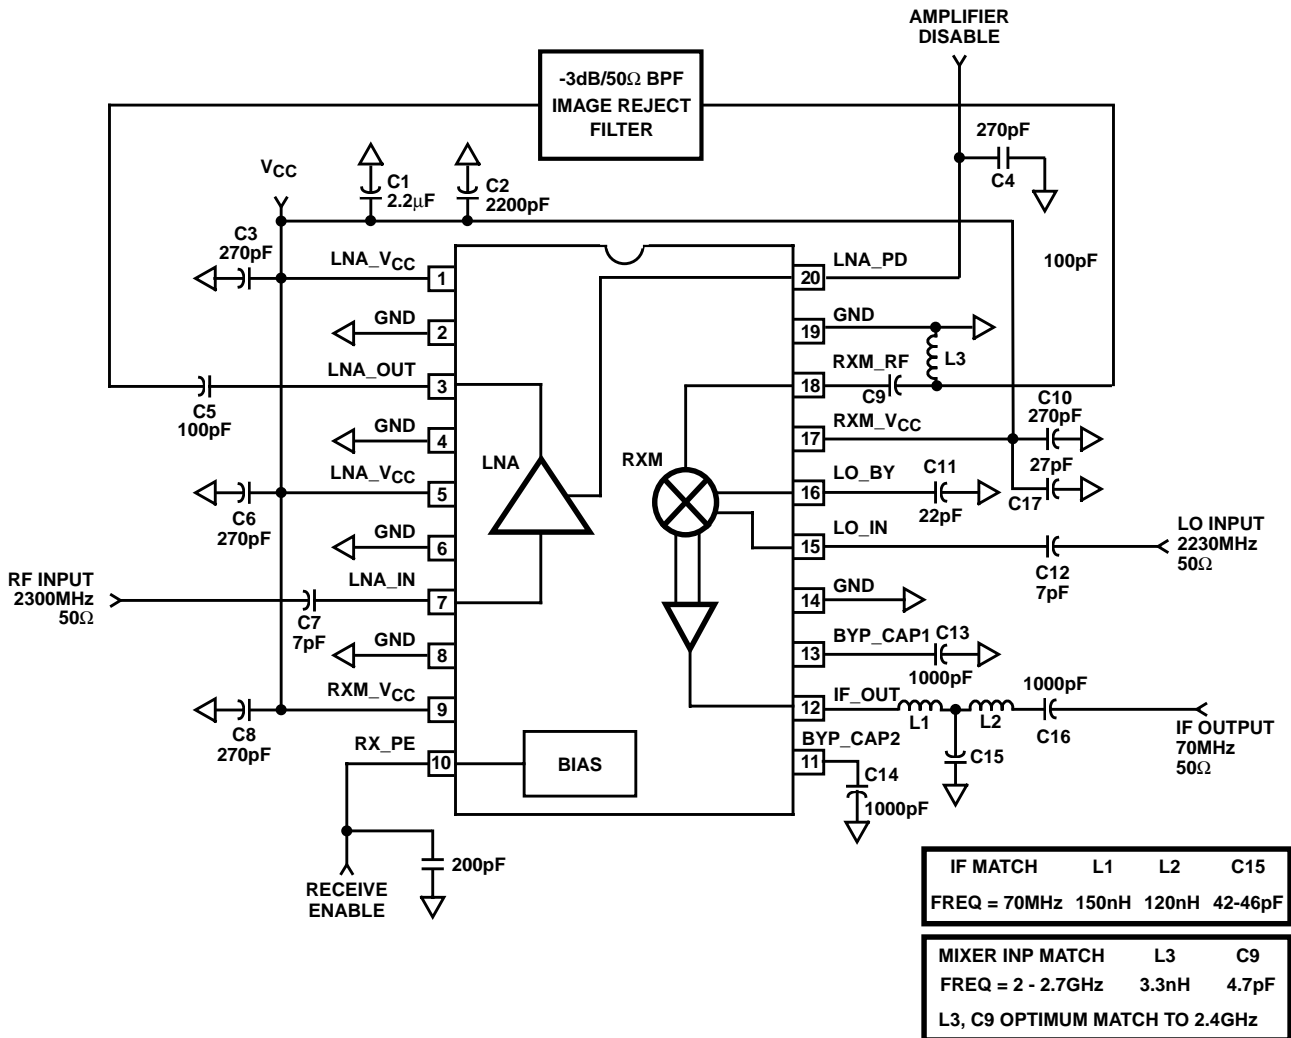 AMPLIFIER
DISABLE
-3dB/50Ω BPF
IMAGE REJECT
FILTER
270pF
C4
VCC
C1
2.2µF
C2
2200pF
C3
270pF
100pF
LNA_VCC
1
20
LNA_PD
GND
2
19
GND
L3
LNA_OUT
3
18
RXM_RF
C9
C5
100pF
GND
4
17
RXM_VCC
C10
270pF
27pF
C17
LNA
RXM
LNA_VCC
5
16
LO_BY
C11
22pF
C6
270pF
GND
6
15
LO_IN
LO INPUT
2230MHz
50Ω
C12
7pF
RF INPUT
2300MHz
50Ω
C7
7pF
LNA_IN
7
14
GND
GND
8
13
BYP_CAP1
C13
1000pF
RXM_VCC
9
12
IF_OUT
L1
L2
1000pF
C16
C15
IF OUTPUT
70MHz
50Ω
C8
270pF
RX_PE
10
BIAS
11
BYP_CAP2
C14
1000pF
200pF
RECEIVE
ENABLE
IF MATCH L1 L2 C15
FREQ = 70MHz 150nH 120nH 42-46pF
MIXER INP MATCH L3 C9
FREQ = 2 - 2.7GHz 3.3nH 4.7pF
L3, C9 OPTIMUM MATCH TO 2.4GHz